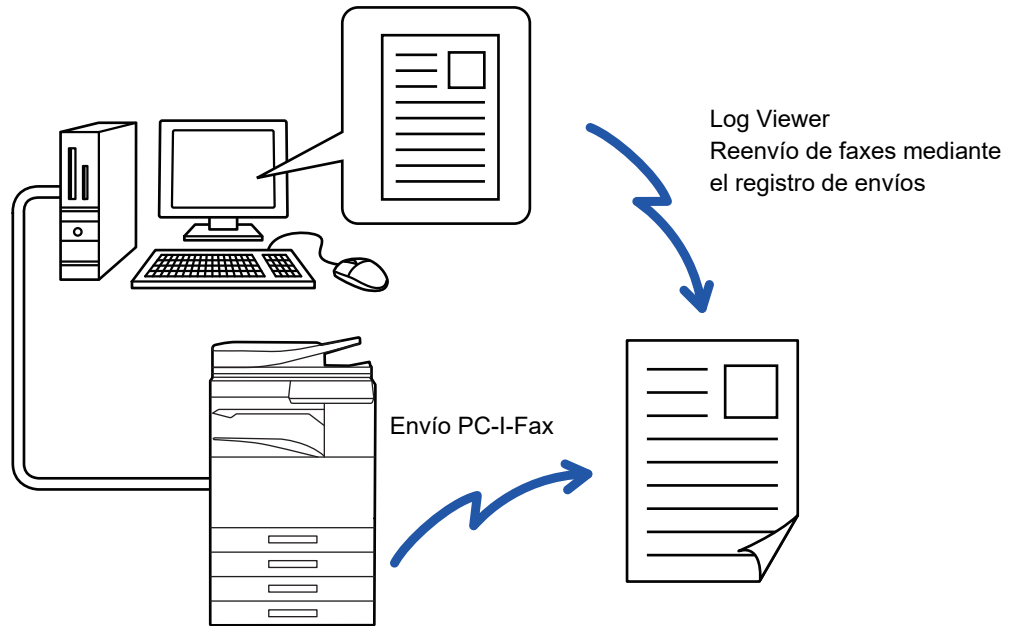 Log Viewer
Reenvío de faxes mediante
el registro de envíos
Envío PC-I-Fax